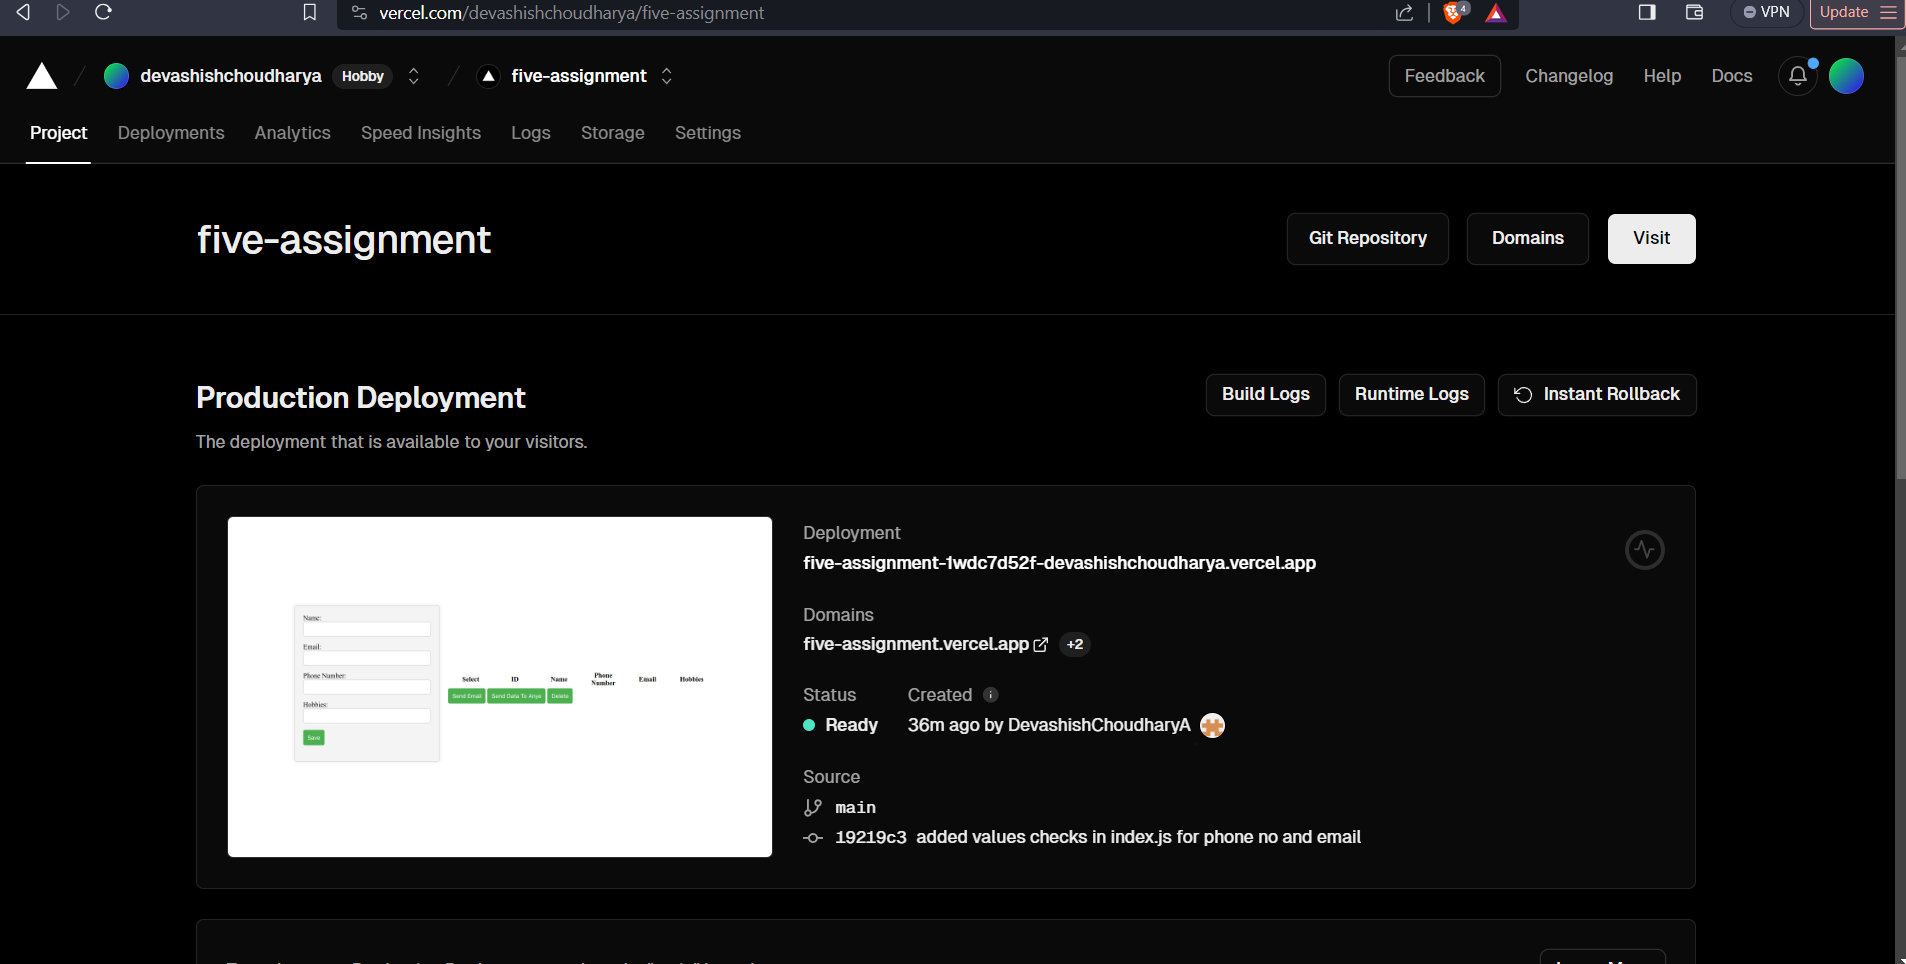 vercel.com/devashishchoudharya/five-assignment
4
VPN
Update
devashishchoudharya Hobby
five-assignment
Feedback
Changelog
Help
Docs
Project
Deployments
Analytics
Speed Insights
Logs
Storage
Settings
five-assignment
Git Repository
Domains
Visit
Production Deployment
Build Logs
Runtime Logs
Instant Rollback
The deployment that is available to your visitors.
Name:
Email:
Phone Number:
Hobbies:
Save
Select ID Name Phone Number Email Hobbies
Send Email Send Data To Anya Delete
Deployment
five-assignment-1wdc7d52f-devashishchoudharya.vercel.app
Domains
five-assignment.vercel.app +2
Status Created
Ready 36m ago by DevashishChoudharyA
Source
main
19219c3 added values checks in index.js for phone no and email